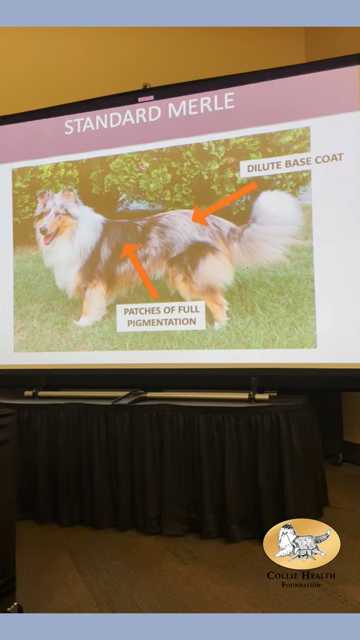 STANDARD MERLE
DILUTE BASE COAT
PATCHES OF FULL
PIGMENTATION
COLLIE HEALTH
FOUNDATION